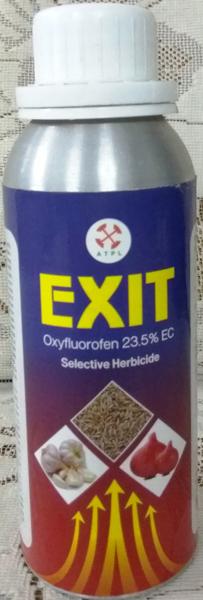 ATPL
EXIT
Oxyfluorofen 23.5% EC
Selective Herbicide